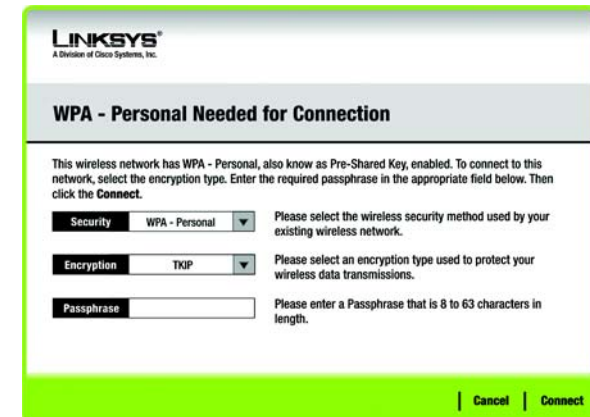 LINKSYS®
A Division of Cisco Systems, Inc.
WPA - Personal Needed for Connection
This wireless network has WPA - Personal, also know as Pre-Shared Key, enabled. To connect to this
network, select the encryption type. Enter the required passphrase in the appropriate field below. Then
click the Connect.
Security WPA - Personal Please select the wireless security method used by your
existing wireless network.
Encryption TKIP Please select an encryption type used to protect your
wireless data transmissions.
Passphrase Please enter a Passphrase that is 8 to 63 characters in
length.
Cancel Connect